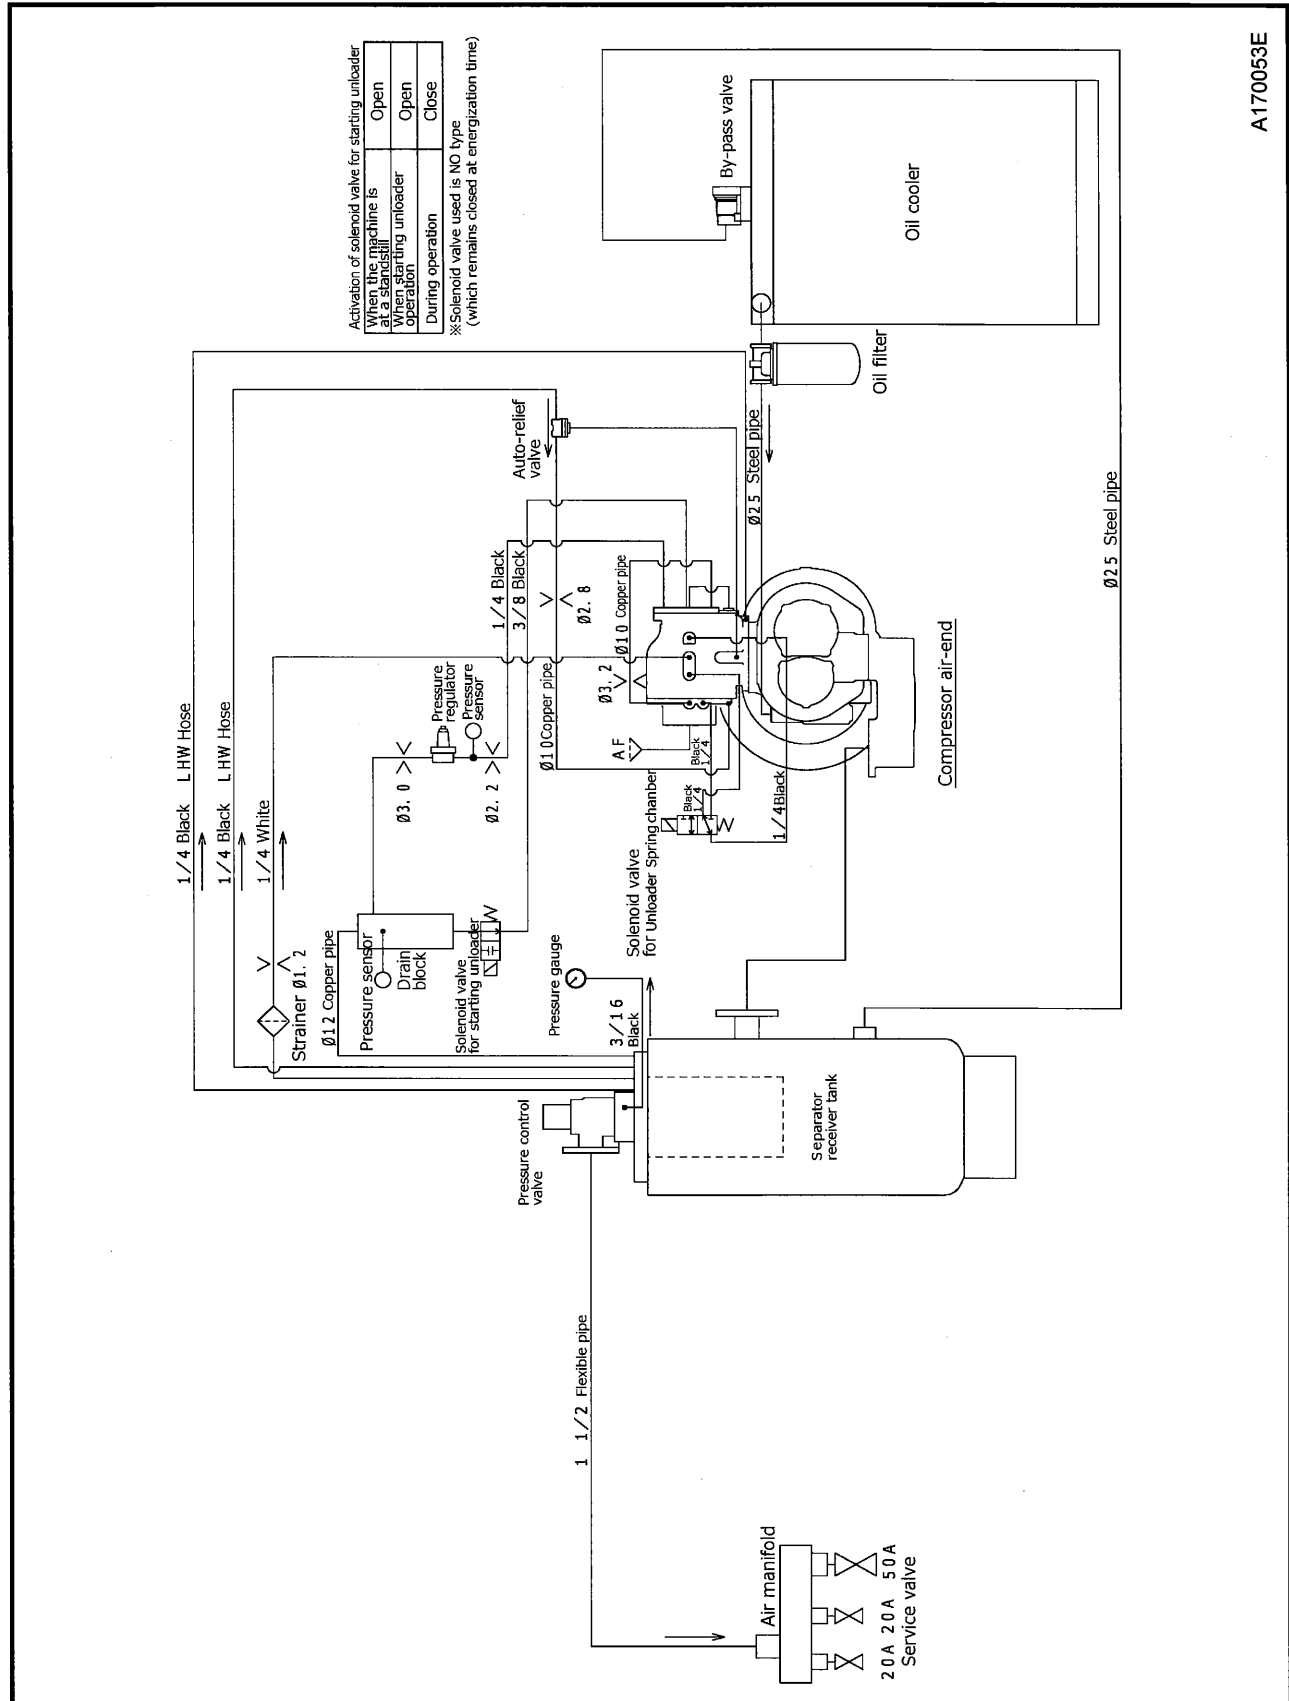 A170053E
Activation of solenoid valve for starting unloader
When the machine is
at a standstill
Open
When starting unloader
operation
Open
During operation
Close
※Solenoid valve used is NO type
(which remains closed at energization time)
1/4 Black LHW Hose
1/4 Black LHW Hose
1/4 White
Strainer Ø1.2
Ø12 Copper pipe
Pressure sensor
Drain
block
Solenoid valve
for starting unloader
Ø3.0
Pressure
regulator
Pressure
sensor
Ø2.2
1/4 Black
3/8 Black
Auto-relief
valve
Ø2.8
Ø10Copper pipe
Ø10 Copper pipe
Ø3.2
AF
Black
1/4
Black
1/4
1/4Black
Solenoid valve
for Unloader Spring chanber
Pressure gauge
3/16
Black
Pressure control
valve
Separator
receiver tank
Compressor air-end
Ø25 Steel pipe
Oil filter
By-pass valve
Oil cooler
Ø25 Steel pipe
1 1/2 Flexible pipe
Air manifold
20A 20A 50A
Service valve